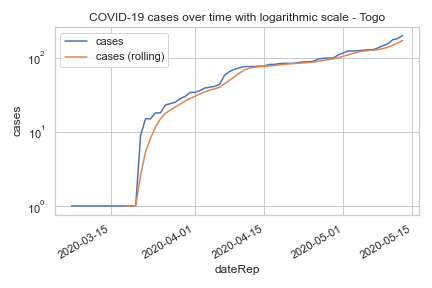 COVID-19 cases over time with logarithmic scale - Togo
cases
cases (rolling)
10²
10¹
10⁰
cases
2020-03-15
2020-04-01
2020-04-15
2020-05-01
2020-05-15
dateRep